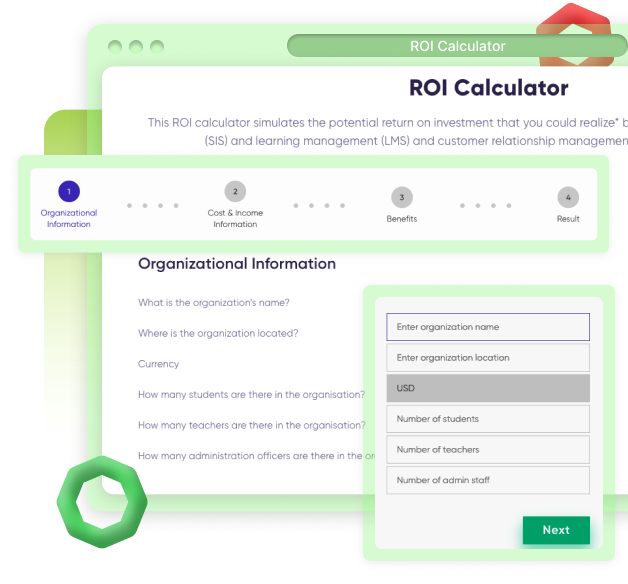 ROI Calculator
ROI Calculator
This ROI calculator simulates the potential return on investment that you could realize* b
(SIS) and learning management (LMS) and customer relationship managemen
1
Organizational
Information
2
Cost & Income
Information
3
Benefits
4
Result
Organizational Information
What is the organization's name?
Enter organization name
Where is the organization located?
Enter organization location
Currency
USD
How many students are there in the organisation?
Number of students
How many teachers are there in the organisation?
Number of teachers
How many administration officers are there in the or
Number of admin staff
Next